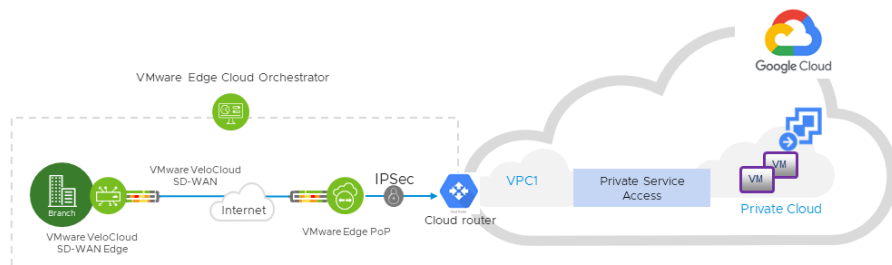 Google Cloud
VMware Edge Cloud Orchestrator
VMware VeloCloud
SD-WAN
IPSec
VPC1
Private Service
Access
VM
VM
Branch
Internet
Cloud router
Private Cloud
VMware VeloCloud
SD-WAN Edge
VMware Edge PoP